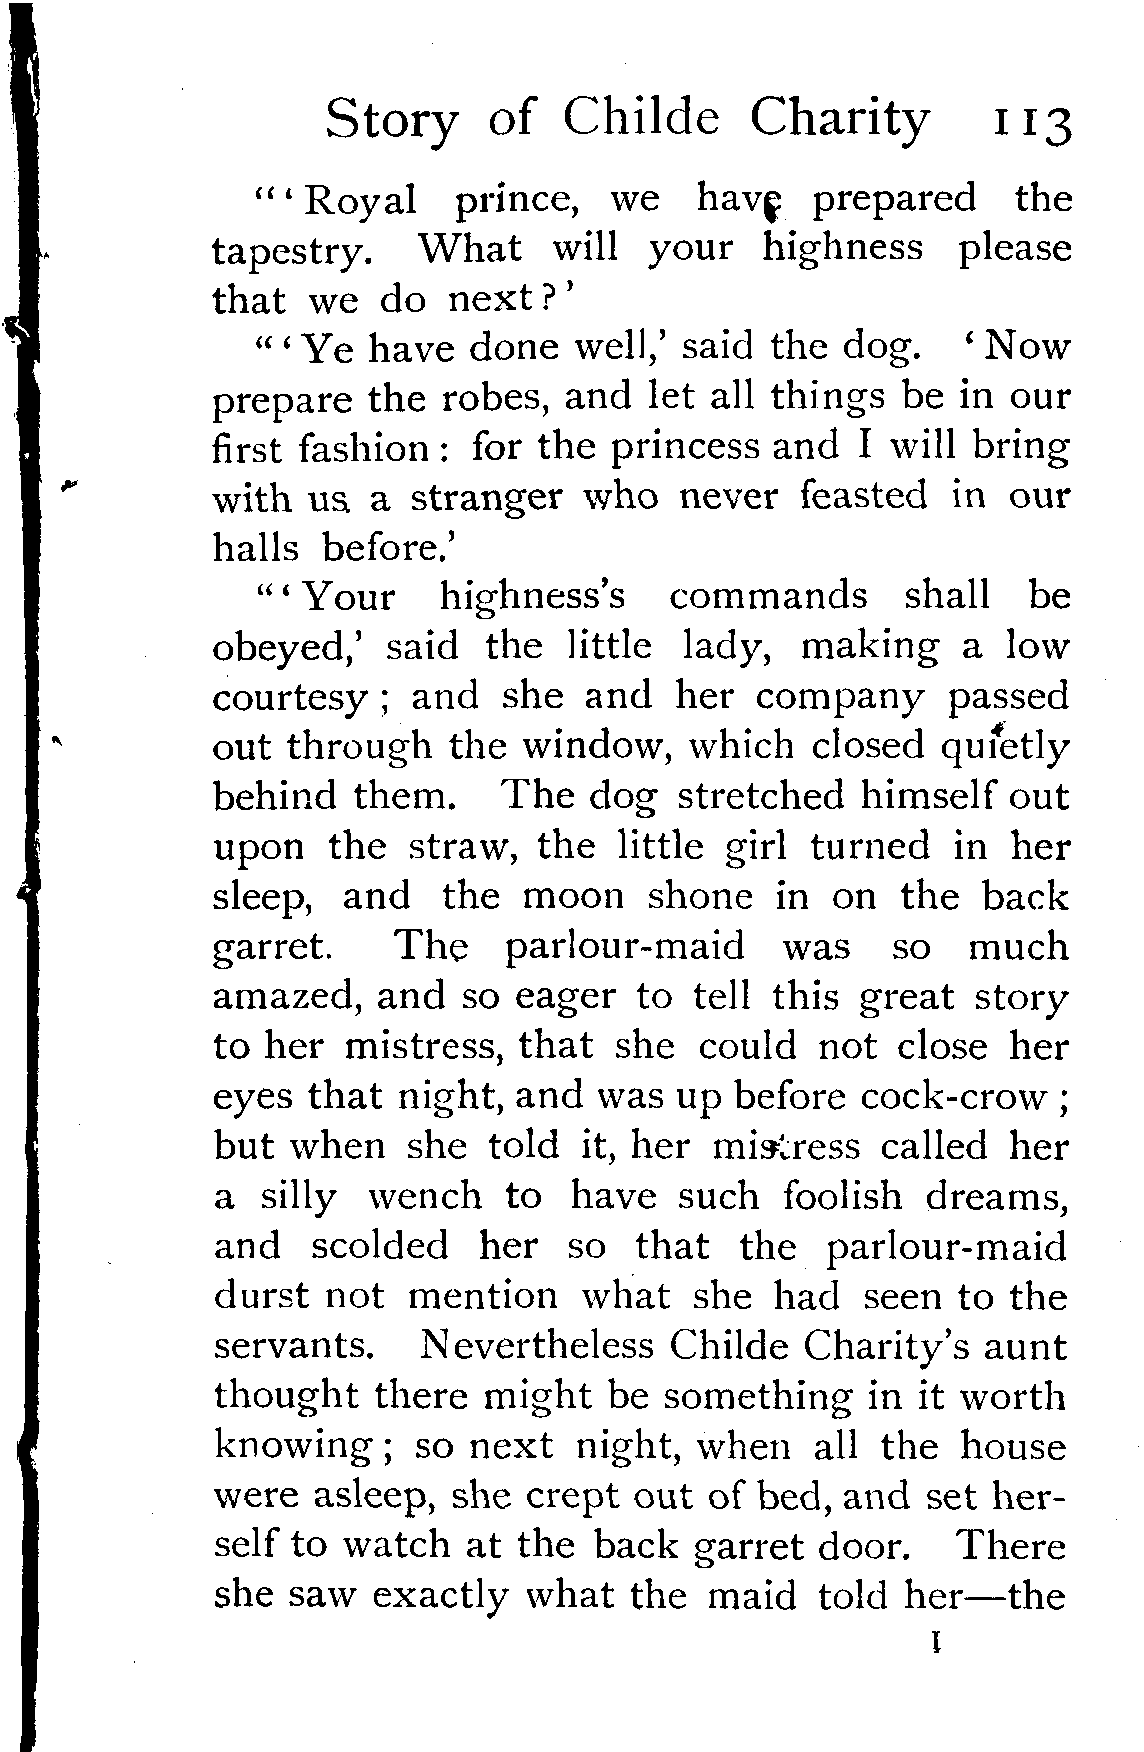 Story of Childe Charity 113
"' Royal prince, we have prepared the
tapestry. What will your highness please
that we do next?'
"' Ye have done well,' said the dog. ' Now
prepare the robes, and let all things be in our
first fashion : for the princess and I will bring
with us a stranger who never feasted in our
halls before.'
"' Your highness's commands shall be
obeyed,' said the little lady, making a low
courtesy ; and she and her company passed
out through the window, which closed quietly
behind them. The dog stretched himself out
upon the straw, the little girl turned in her
sleep, and the moon shone in on the back
garret. The parlour-maid was so much
amazed, and so eager to tell this great story
to her mistress, that she could not close her
eyes that night, and was up before cock-crow ;
but when she told it, her mistress called her
a silly wench to have such foolish dreams,
and scolded her so that the parlour-maid
durst not mention what she had seen to the
servants. Nevertheless Childe Charity's aunt
thought there might be something in it worth
knowing ; so next night, when all the house
were asleep, she crept out of bed, and set her-
self to watch at the back garret door. There
she saw exactly what the maid told her—the
I